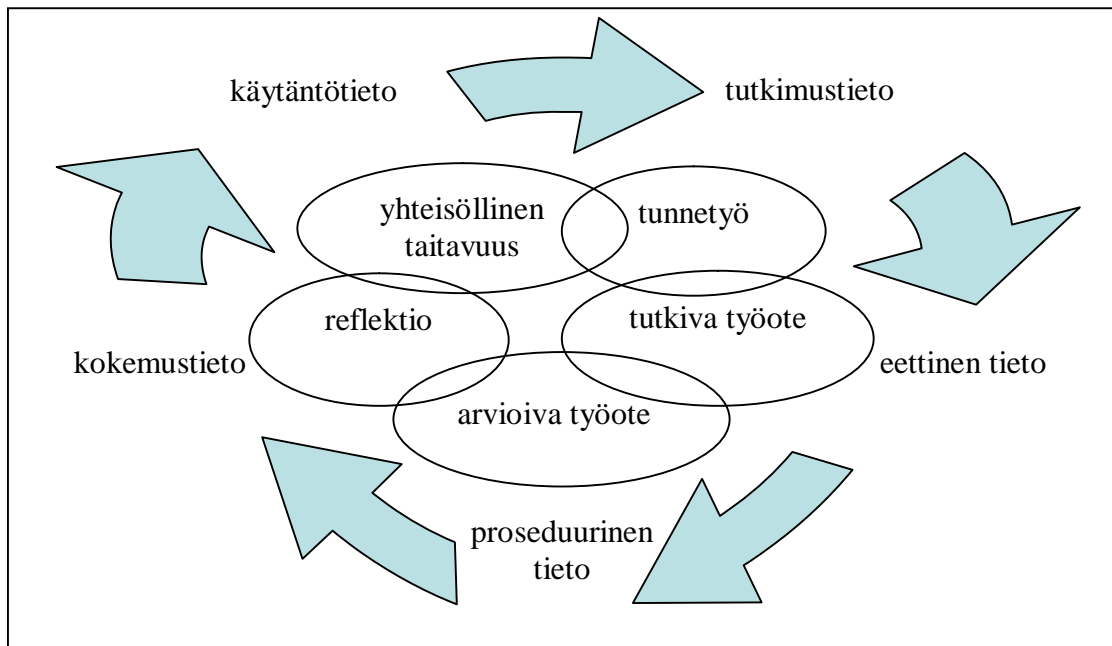 käytäntötieto
tutkimustieto
yhteisöllinen
taitavuus
tunnetyö
reflektio
tutkiva työote
kokemustieto
eettinen tieto
arvioiva työote
proseduurinen
tieto